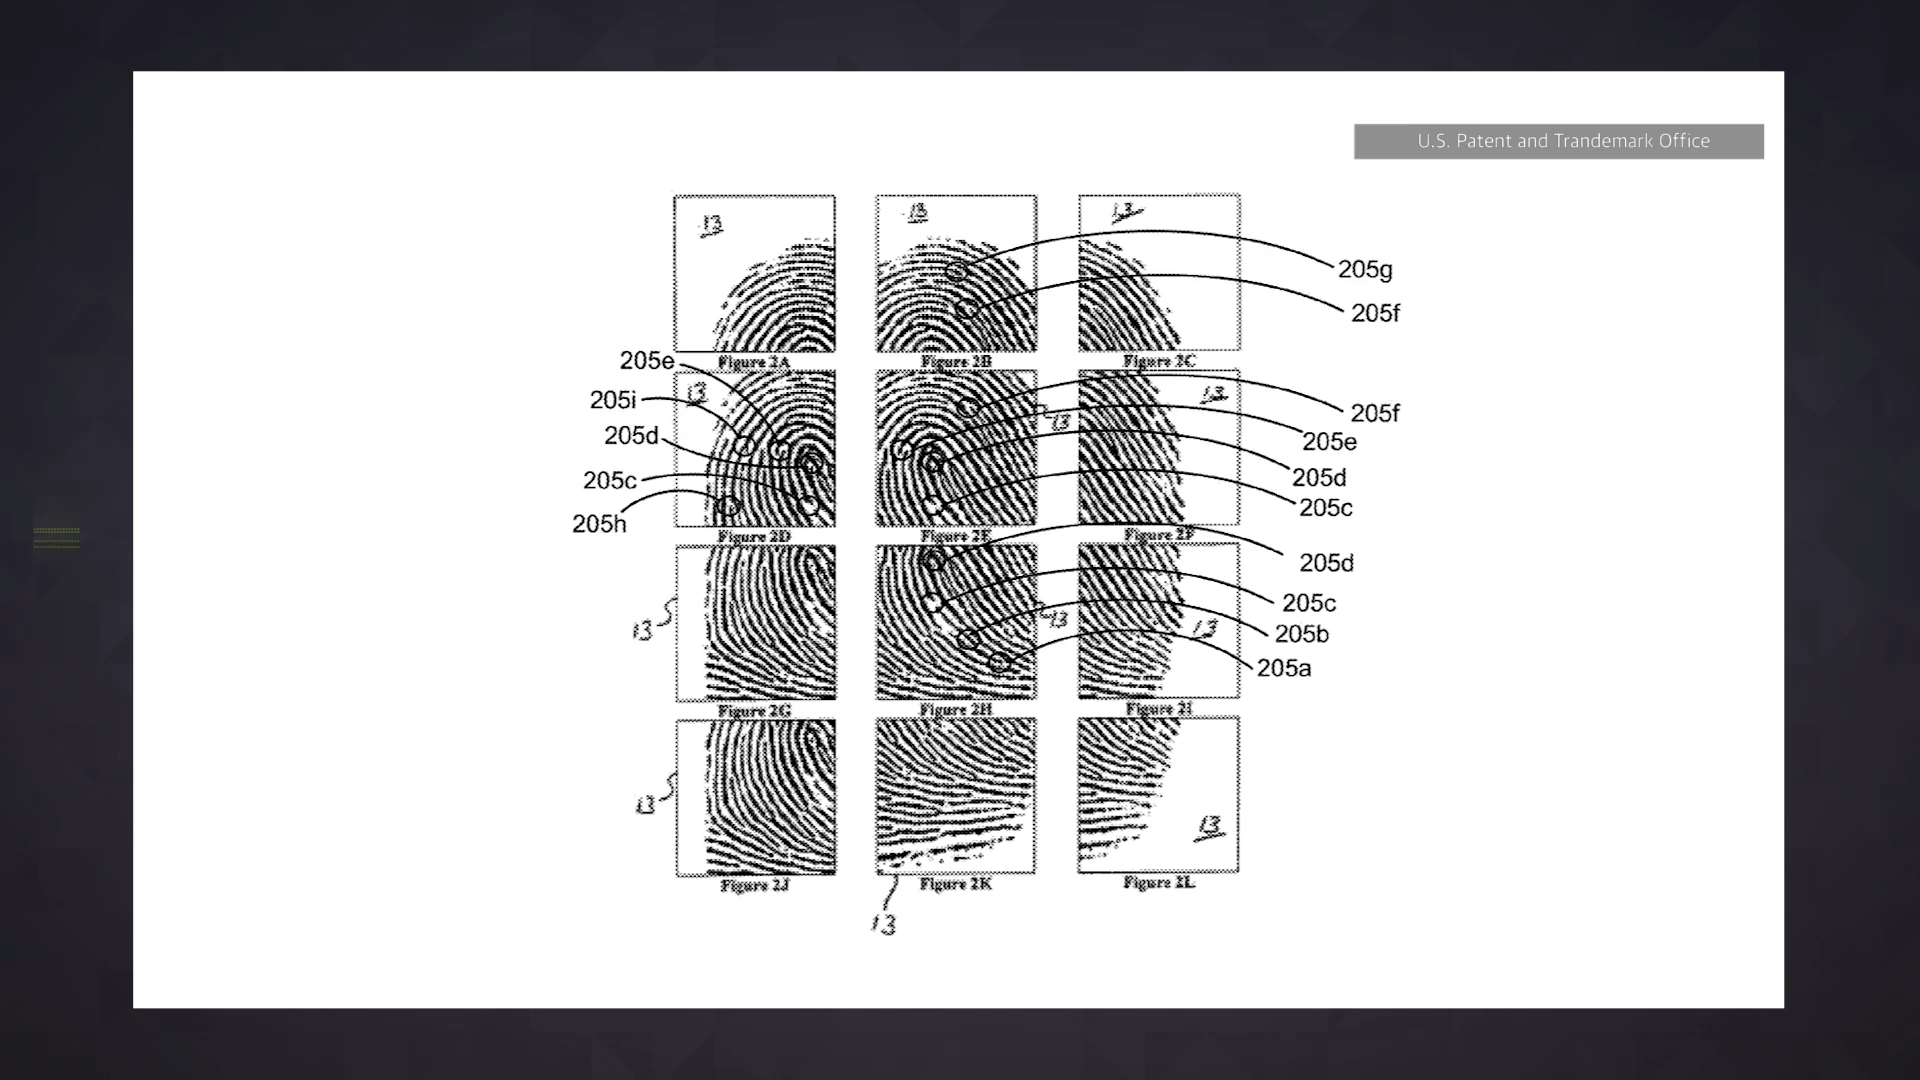 U.S. Patent and Trandemark Office
13
13
13
205g
205f
Figure 2A
Figure 2B
Figure 2C
205e
205i
205d
205c
205h
13
13
13
205f
205e
205d
205c
Figure 2D
Figure 2E
Figure 2F
13
13
13
205d
205c
205b
205a
Figure 2G
Figure 2H
Figure 2I
13
13
Figure 2J
Figure 2K
Figure 2L
13